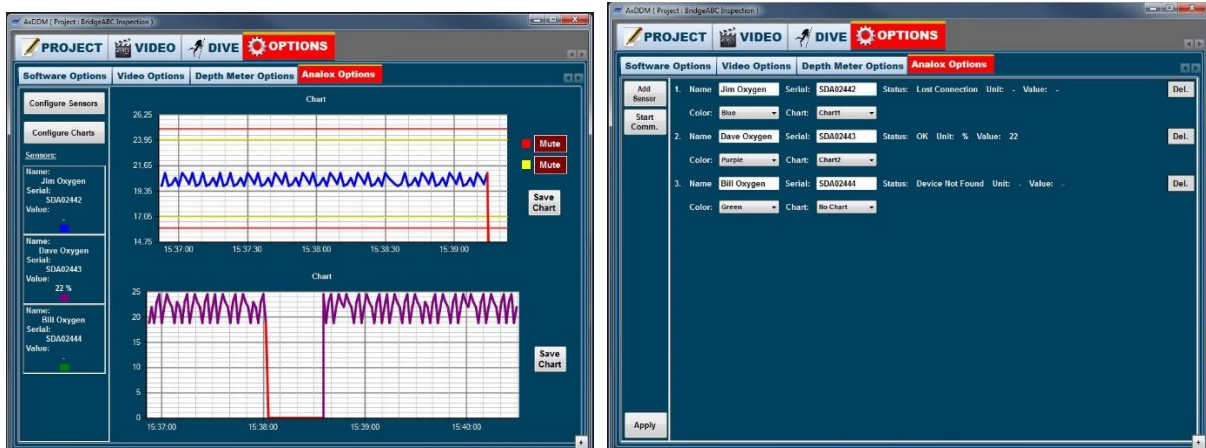 AxDDM ( Project : BridgeABC Inspection )
PROJECT VIDEO DIVE OPTIONS
Software Options Video Options Depth Meter Options Analox Options
Configure Sensors
Configure Charts
Sensors:
Name:
Jim Oxygen
Serial:
SDA02442
Value:
-
Name:
Dave Oxygen
Serial:
SDA02443
Value:
22 %
Name:
Bill Oxygen
Serial:
SDA02444
Value:
-
Chart
26.25
23.95
21.65
19.35
17.05
14.75
15:37:00 15:37:30 15:38:00 15:38:30 15:39:00
Mute
Mute
Save
Chart
Chart
25
20
15
10
5
0
15:37:00 15:38:00 15:39:00 15:40:00
Save
Chart
AxDDM ( Project : BridgeABC Inspection )
PROJECT VIDEO DIVE OPTIONS
Software Options Video Options Depth Meter Options Analox Options
Add
Sensor
Start
Comm.
1. Name Jim Oxygen Serial: SDA02442 Status: Lost Connection Unit: - Value: - Del.
Color: Blue Chart: Chart1
2. Name Dave Oxygen Serial: SDA02443 Status: OK Unit: % Value: 22 Del.
Color: Purple Chart: Chart2
3. Name Bill Oxygen Serial: SDA02444 Status: Device Not Found Unit: - Value: - Del.
Color: Green Chart: No Chart
Apply